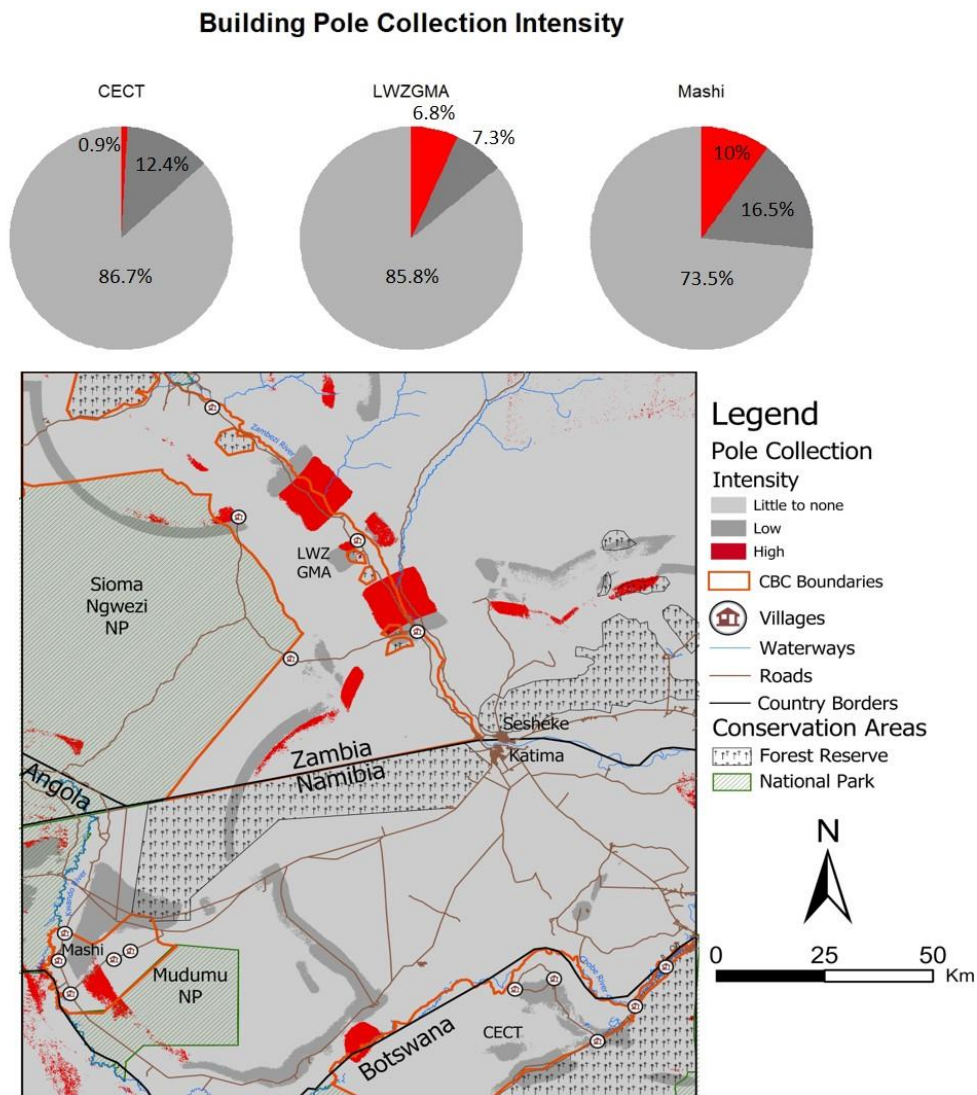 Building Pole Collection Intensity
CECT
LWZGMA
Mashi
0.9%
12.4%
86.7%
6.8%
7.3%
85.8%
10%
16.5%
73.5%
Zambezi River
LWZ
GMA
Sioma
Ngwezi
NP
Sesheke
Katima
Zambia
Namibia
Angola
Kwando River
Mashi
Mudumu
NP
Chobe River
CECT
Botswana
Legend
Pole Collection
Intensity
Little to none
Low
High
CBC Boundaries
Villages
Waterways
Roads
Country Borders
Conservation Areas
Forest Reserve
National Park
N
0 25 50
Km